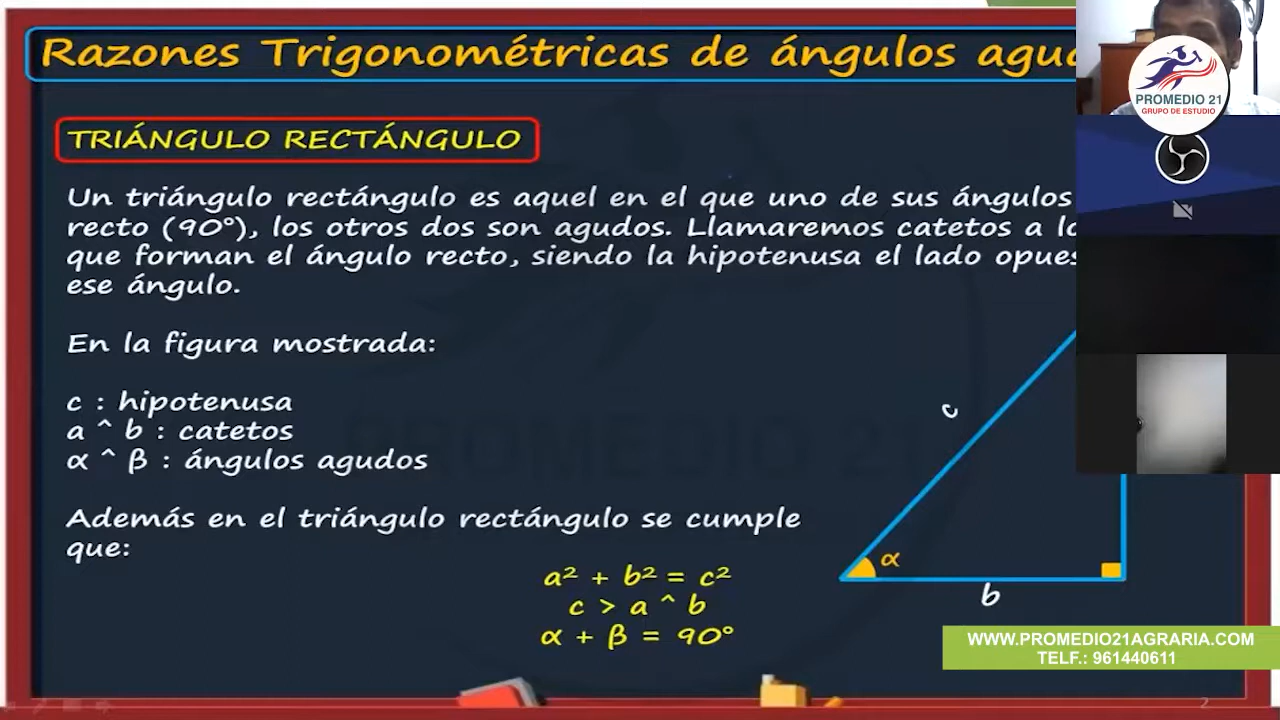 Razones Trigonométricas de ángulos
PROMEDIO 21
GRUPO DE ESTUDIO
TRIÁNGULO RECTÁNGULO
Un triángulo rectángulo es aquel en el que uno de sus ángulos
recto (90°), los otros dos son agudos. Llamaremos catetos a
que forman el ángulo recto, siendo la hipotenusa el lado
ese ángulo.
En la figura mostrada:
c : hipotenusa
a ^ b : catetos
α ^ β : ángulos agudos
Además en el triángulo rectángulo se cumple
que:
a² + b² = c²
c > a ^ b
α + β = 90°
c
α
b
PROMEDIO 21
WWW.PROMEDIO21AGRARIA.COM
TELF.: 961440611
2